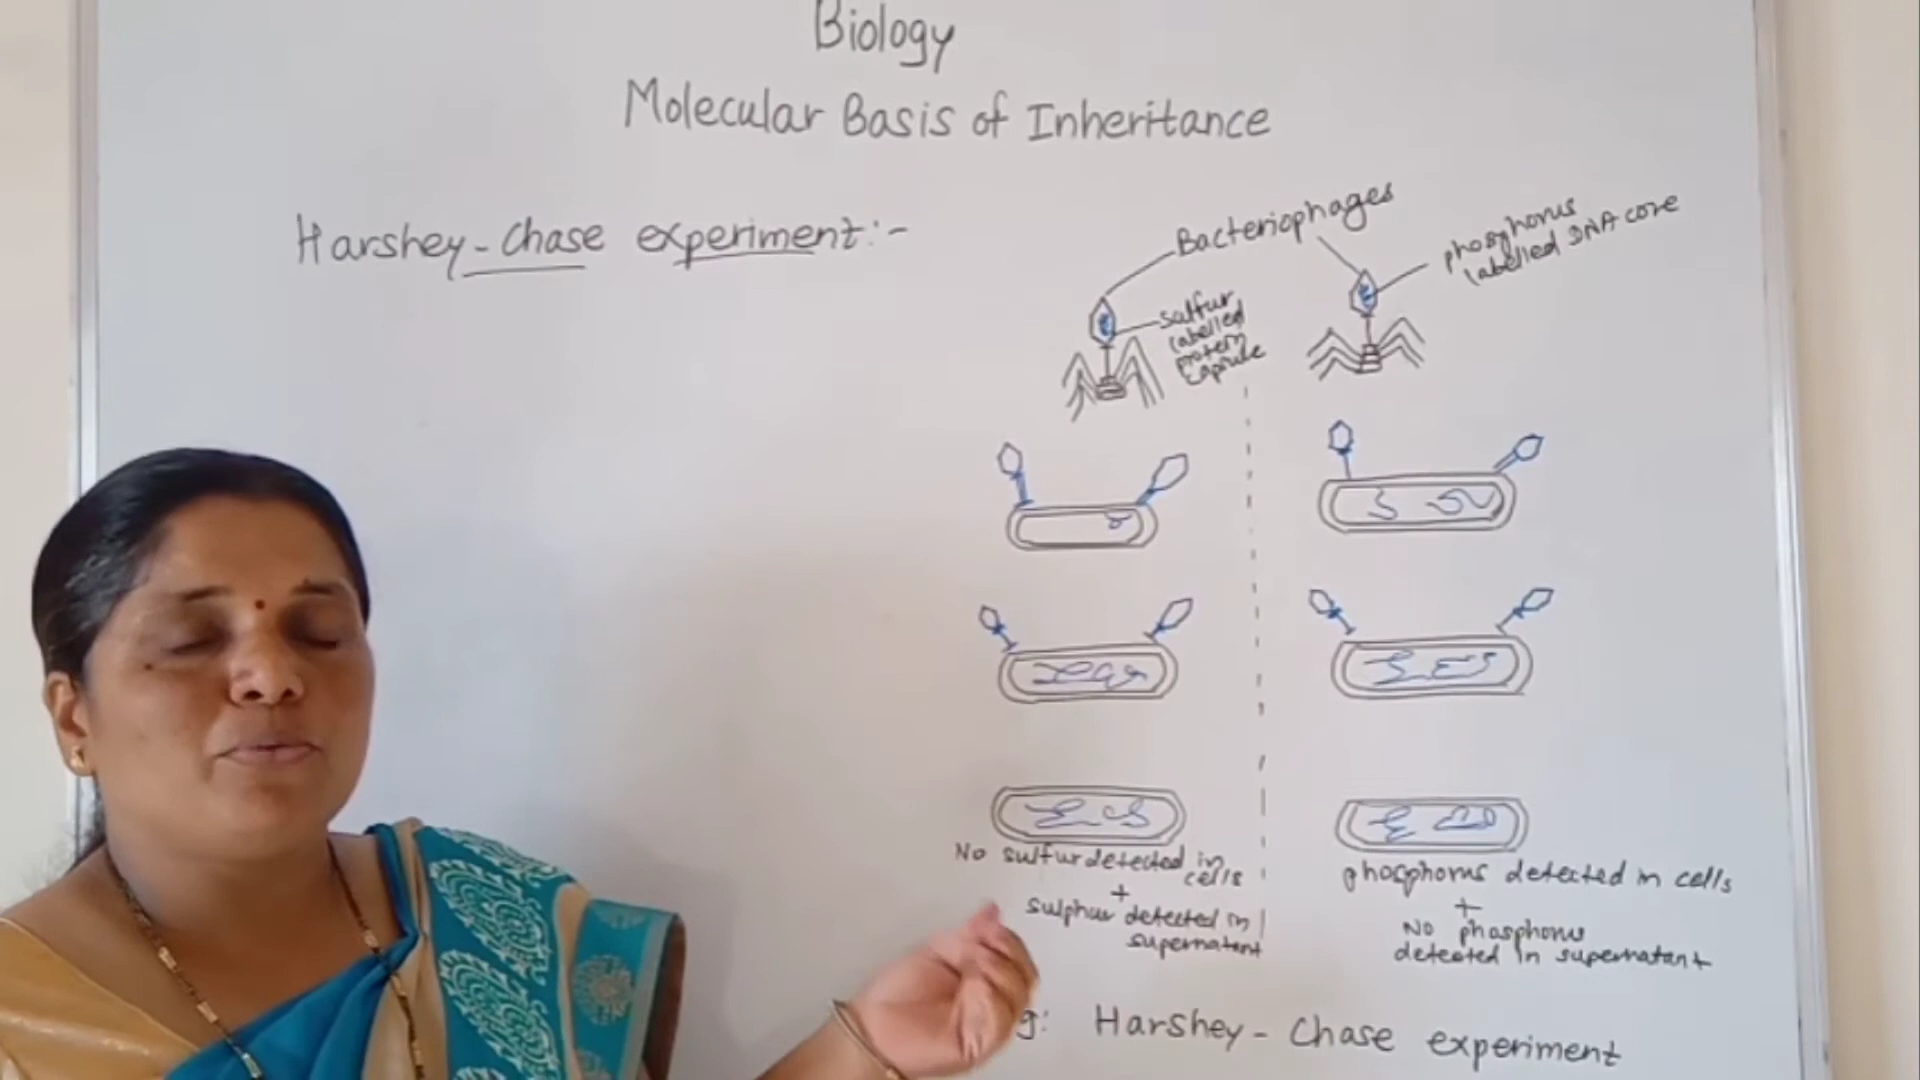 Biology
Molecular Basis of Inheritance
Harshey-Chase experiment:-
Bacteriophages
phosphorus
labelled DNA core
sulfur
labelled
protein
capsule
No sulfur detected in
cells
+
sulphur detected in
supernatant
phosphorus detected in cells
+
No phosphorus
detected in supernatant
g: Harshey-Chase experiment